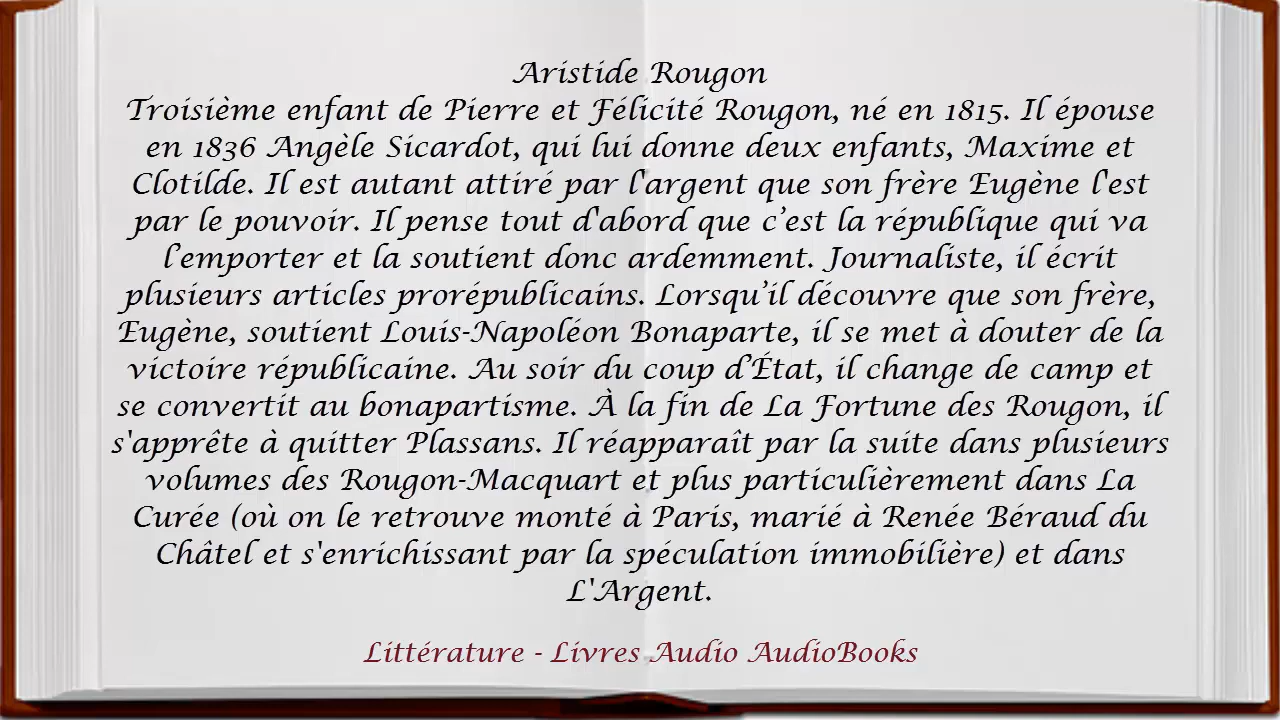 Aristide Rougon
Troisième enfant de Pierre et Félicité Rougon, né en 1815. Il épouse
en 1836 Angèle Sicardot, qui lui donne deux enfants, Maxime et
Clotilde. Il est autant attiré par l'argent que son frère Eugène l'est
par le pouvoir. Il pense tout d'abord que c'est la république qui va
l'emporter et la soutient donc ardemment. Journaliste, il écrit
plusieurs articles prorépublicains. Lorsqu'il découvre que son frère,
Eugène, soutient Louis-Napoléon Bonaparte, il se met à douter de la
victoire républicaine. Au soir du coup d'État, il change de camp et
se convertit au bonapartisme. À la fin de La Fortune des Rougon, il
s'apprête à quitter Plassans. Il réapparaît par la suite dans plusieurs
volumes des Rougon-Macquart et plus particulièrement dans La
Curée (où on le retrouve monté à Paris, marié à Renée Béraud du
Châtel et s'enrichissant par la spéculation immobilière) et dans
L'Argent.
Littérature - Livres Audio AudioBooks